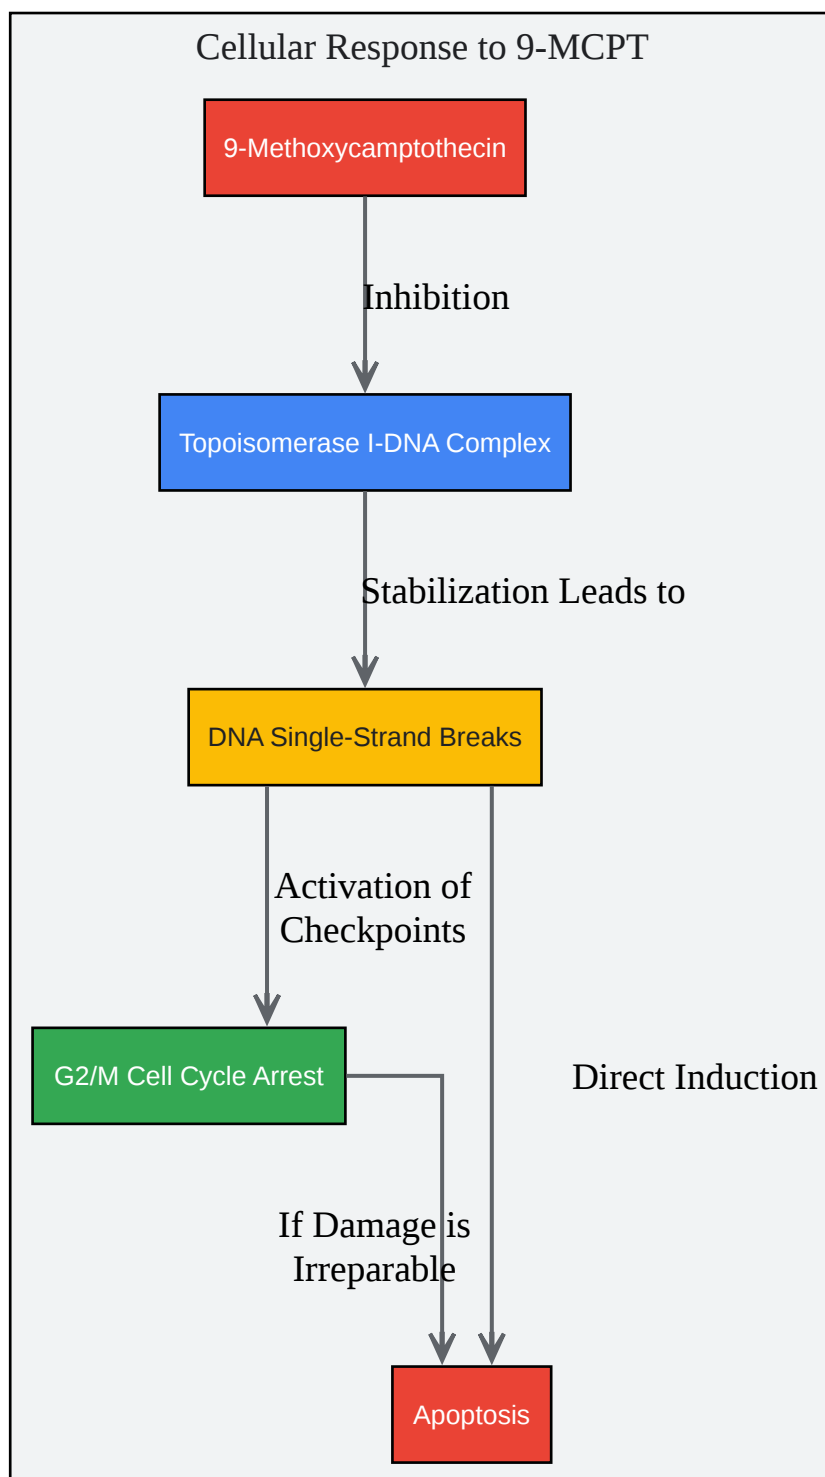 Cellular Response to 9-MCPT
9-Methoxycamptothecin
Inhibition
Topoisomerase I-DNA Complex
Stabilization Leads to
DNA Single-Strand Breaks
Activation of
Checkpoints
G2/M Cell Cycle Arrest
Direct Induction
If Damage is
Irreparable
Apoptosis